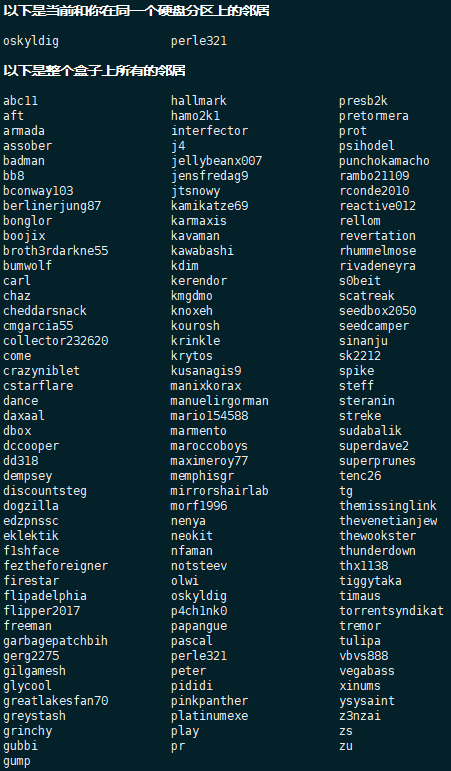 以下是当前和你在同一个硬盘分区上的邻居
oskyldig perle321
以下是整个盒子上所有的邻居
abc11 hallmark presb2k
aft hamo2k1 pretormera
armada interfector prot
assober j4 psihodel
badman jellybeanx007 punchokamacho
bb8 jensfredag9 rambo21109
bconway103 jtsnowy rconde2010
berlinerjung87 kamikatze69 reactive012
bonglor karmaxis rellom
boojix kavaman revertation
broth3rdarkne55 kawabashi rhummelmose
bumwolf kdim rivadeneyra
carl kerendor s0beit
chaz kmgdmo scatreak
cheddarsnack knoxeh seedbox2050
cmgarcia55 kourosh seedcamper
collector232620 krinkle sinanju
come krytos sk2212
crazyniblet kusanagis9 spike
cstarflare manixkorax steff
dance manuelirgorman steranin
daxaal mario154588 streke
dbox marmento sudabalik
dccooper maroccoboys superdave2
dd318 maximeroy77 superprunes
dempsey memphisgr tenc26
discountsteg mirrorshairlab tg
dogzilla morf1996 themissinglink
edzpnssc nenya thevenetianjew
eklektik neokit thewookster
f1shface nfaman thunderdown
feztheforeigner notsteev thx1138
firestar olwi tiggytaka
flipadelphia oskyldig timaus
flipper2017 p4ch1nk0 torrentsyndikat
freeman papangue tremor
garbagepatchbih pascal tulipa
gerg2275 perle321 vbvs888
gilgamesh peter vegabass
glycool pididi xinums
greatlakesfan70 pinkpanther ysysaint
greystash platinumexe z3nzai
grinchy play zs
gubbi pr zu
gump